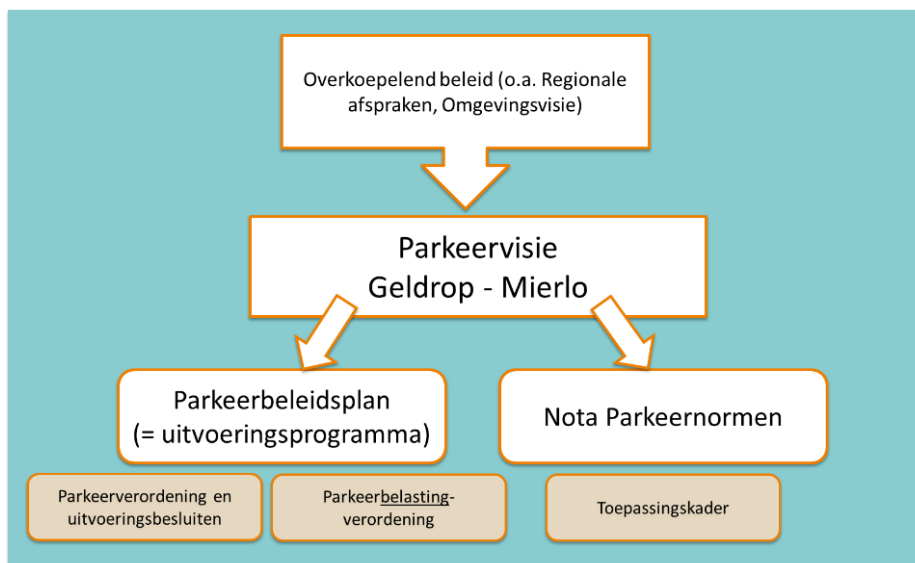 Overkoepelend beleid (o.a. Regionale
afspraken, Omgevingsvisie)
Parkeervisie
Geldrop - Mierlo
Parkeerbeleidsplan
(= uitvoeringsprogramma)
Nota Parkeernormen
Parkeerverordening en
uitvoeringsbesluiten
Parkeerbelasting-
verordening
Toepassingskader